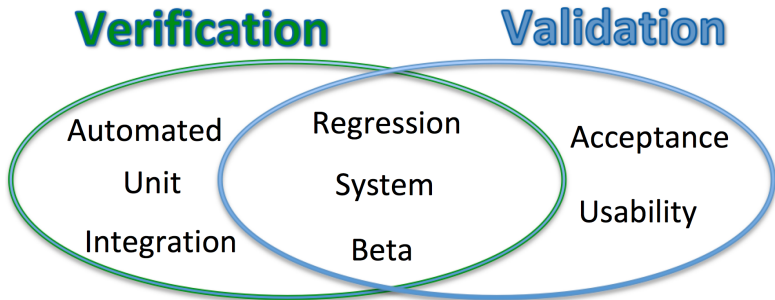 Verification
Validation
Automated
Unit
Integration
Regression
System
Beta
Acceptance
Usability